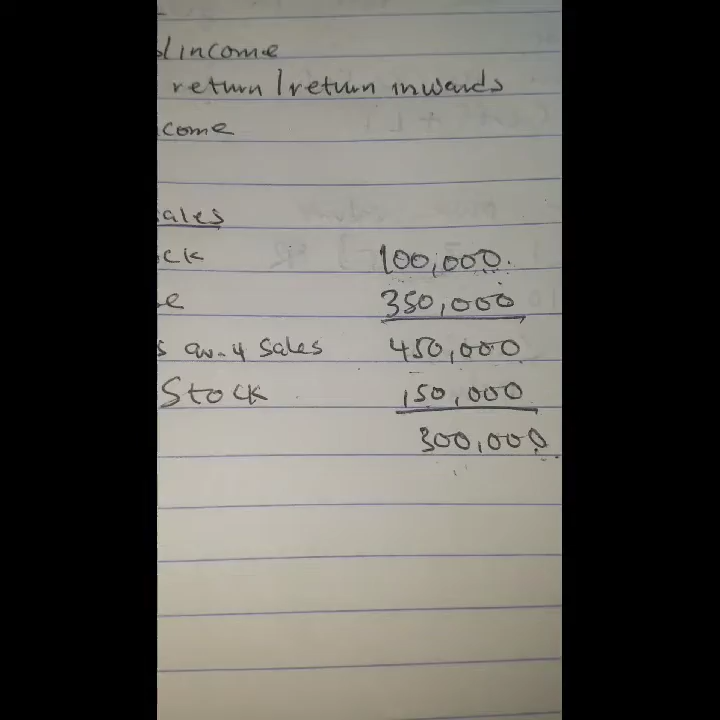 /income
return/return inwards
come
ales
ck 100,000.
e 350,000
s av. 4 Sales 450,000
Stock 150,000
300,000